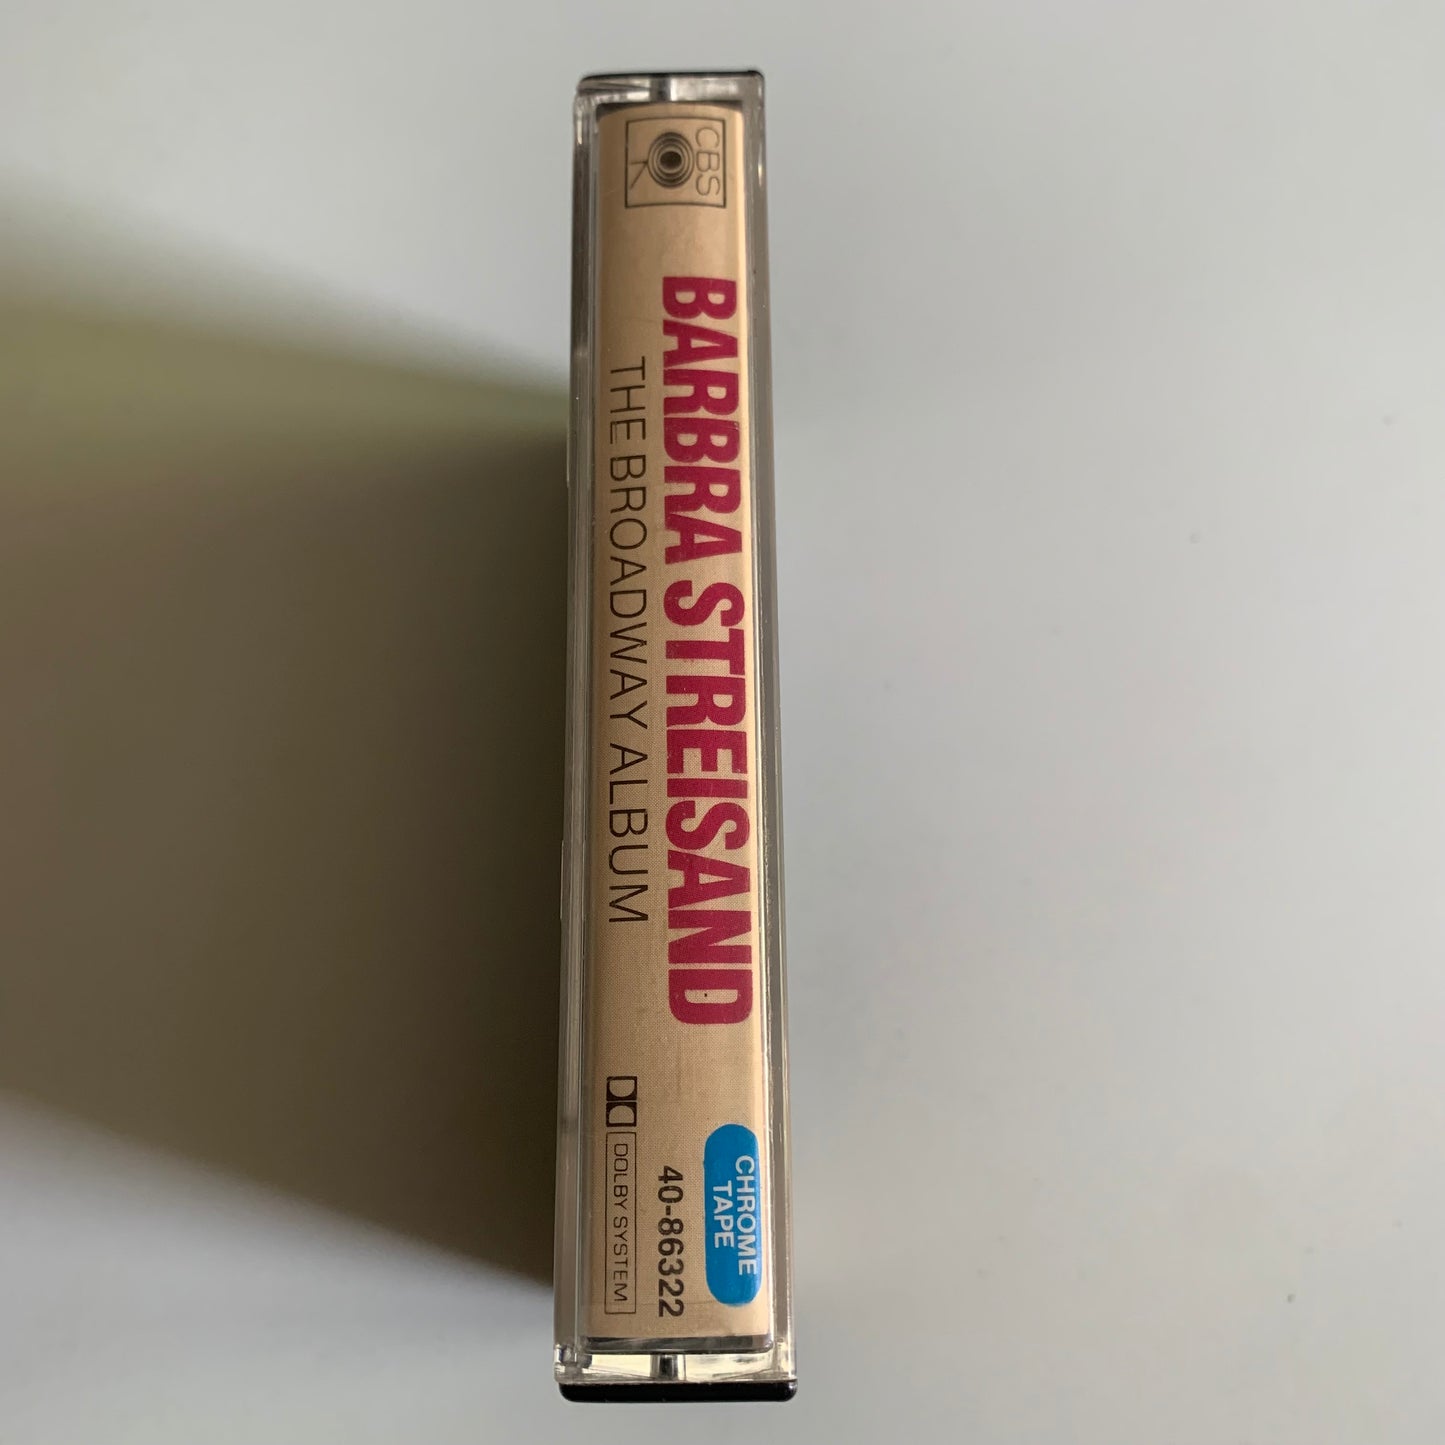 CBS
BARBRA STREISAND
THE BROADWAY ALBUM
CHROME
TAPE
40-86322
DOLBY SYSTEM